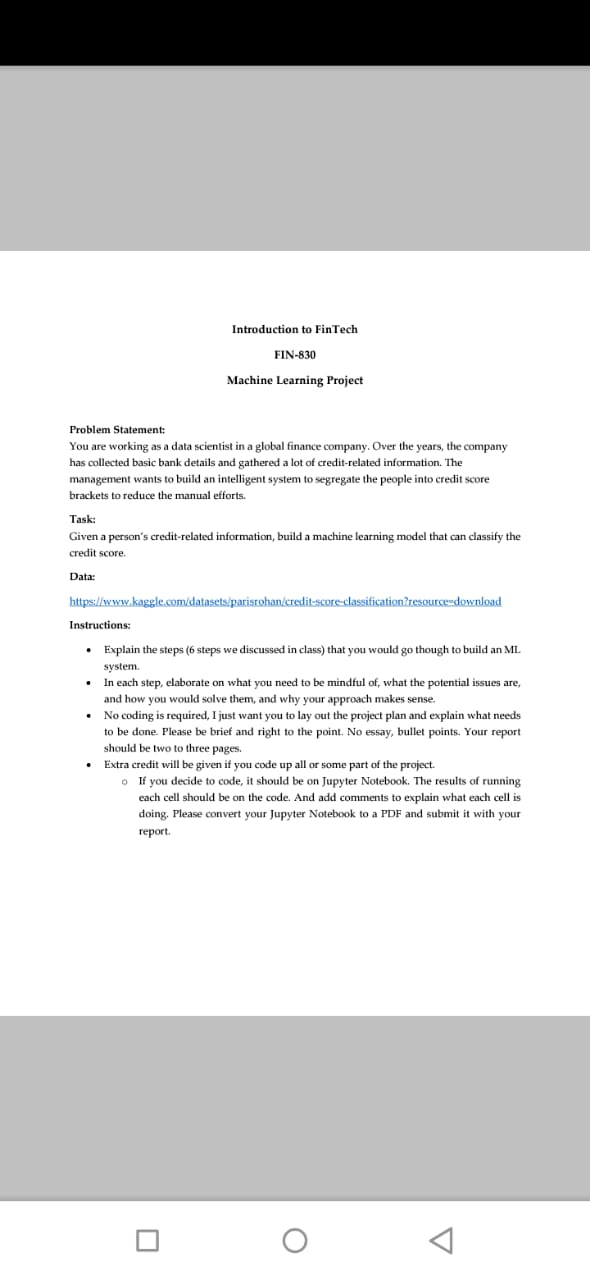 Introduction to FinTech
FIN-830
Machine Learning Project
Problem Statement:
You are working as a data scientist in a global finance company. Over the years, the company
has collected basic bank details and gathered a lot of credit-related information. The
management wants to build an intelligent system to segregate the people into credit score
brackets to reduce the manual efforts.
Task:
Given a person's credit-related information, build a machine learning model that can classify the
credit score.
Data:
https://www.kaggle.com/datasets/parisrohan/credit-score-classification?resource=download
Instructions:
• Explain the steps (6 steps we discussed in class) that you would go though to build an ML
system.
• In each step, elaborate on what you need to be mindful of, what the potential issues are,
and how you would solve them, and why your approach makes sense.
• No coding is required, I just want you to lay out the project plan and explain what needs
to be done. Please be brief and right to the point. No essay, bullet points. Your report
should be two to three pages.
• Extra credit will be given if you code up all or some part of the project.
o If you decide to code, it should be on Jupyter Notebook. The results of running
each cell should be on the code. And add comments to explain what each cell is
doing. Please convert your Jupyter Notebook to a PDF and submit it with your
report.